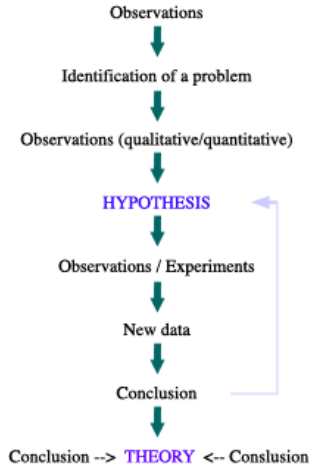 Observations
Identification of a problem
Observations (qualitative/quantitative)
HYPOTHESIS
Observations / Experiments
New data
Conclusion
Conclusion --> THEORY <-- Conslusion